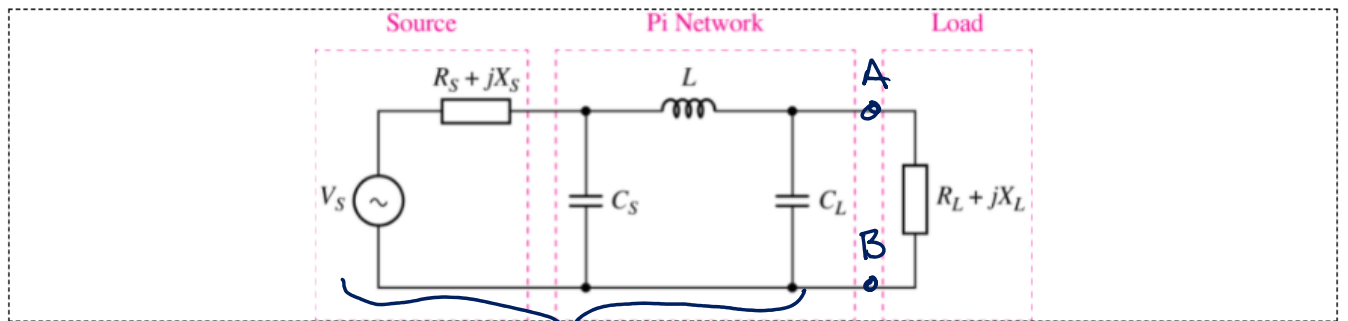 Source Pi Network Load
R_S + jX_S L A
V_S C_S C_L R_L + jX_L
B